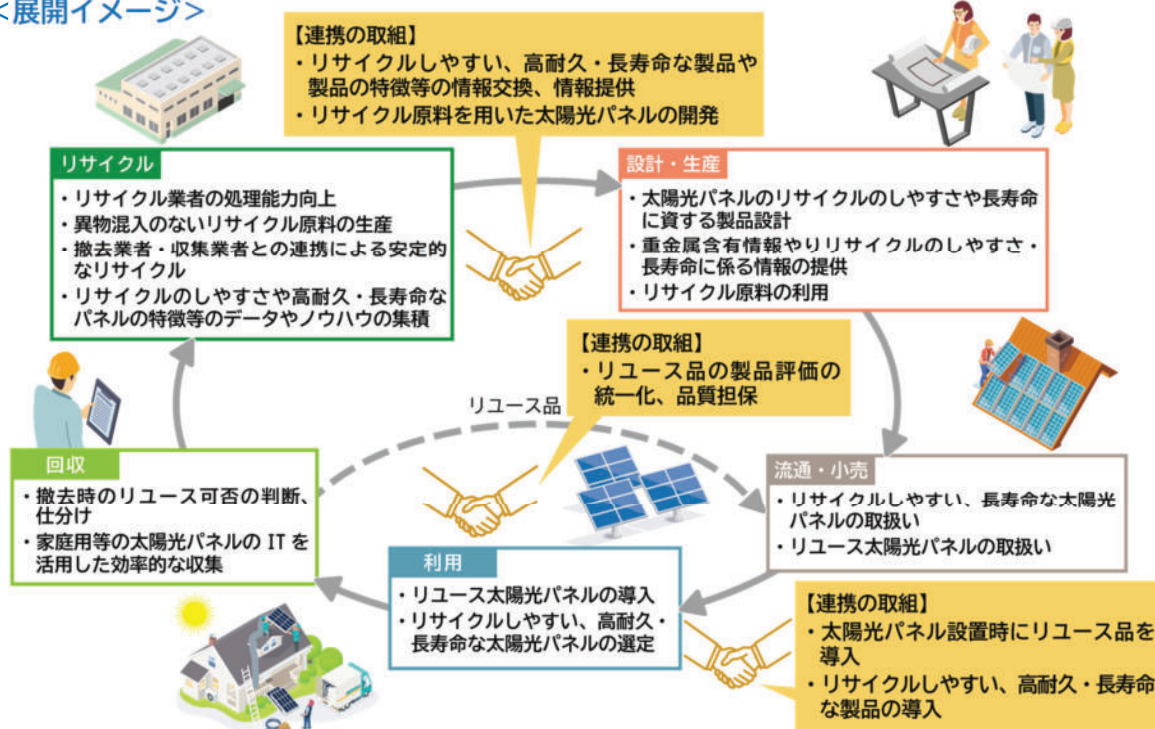 ＜展開イメージ＞
【連携の取組】
・リサイクルしやすい、高耐久・長寿命な製品や
製品の特徴等の情報交換、情報提供
・リサイクル原料を用いた太陽光パネルの開発
リサイクル
・リサイクル業者の処理能力向上
・異物混入のないリサイクル原料の生産
・撤去業者・収集業者との連携による安定的
なリサイクル
・リサイクルのしやすさや高耐久・長寿命な
パネルの特徴等のデータやノウハウの集積
設計・生産
・太陽光パネルのリサイクルのしやすさや長寿命
に資する製品設計
・重金属含有情報やりリサイクルのしやすさ・
長寿命に係る情報の提供
・リサイクル原料の利用
【連携の取組】
・リユース品の製品評価の
統一化、品質担保
リユース品
回収
・撤去時のリユース可否の判断、
仕分け
・家庭用等の太陽光パネルの IT を
活用した効率的な収集
流通・小売
・リサイクルしやすい、長寿命な太陽光
パネルの取扱い
・リユース太陽光パネルの取扱い
利用
・リユース太陽光パネルの導入
・リサイクルしやすい、高耐久・
長寿命な太陽光パネルの選定
【連携の取組】
・太陽光パネル設置時にリユース品を
導入
・リサイクルしやすい、高耐久・長寿命
な製品の導入